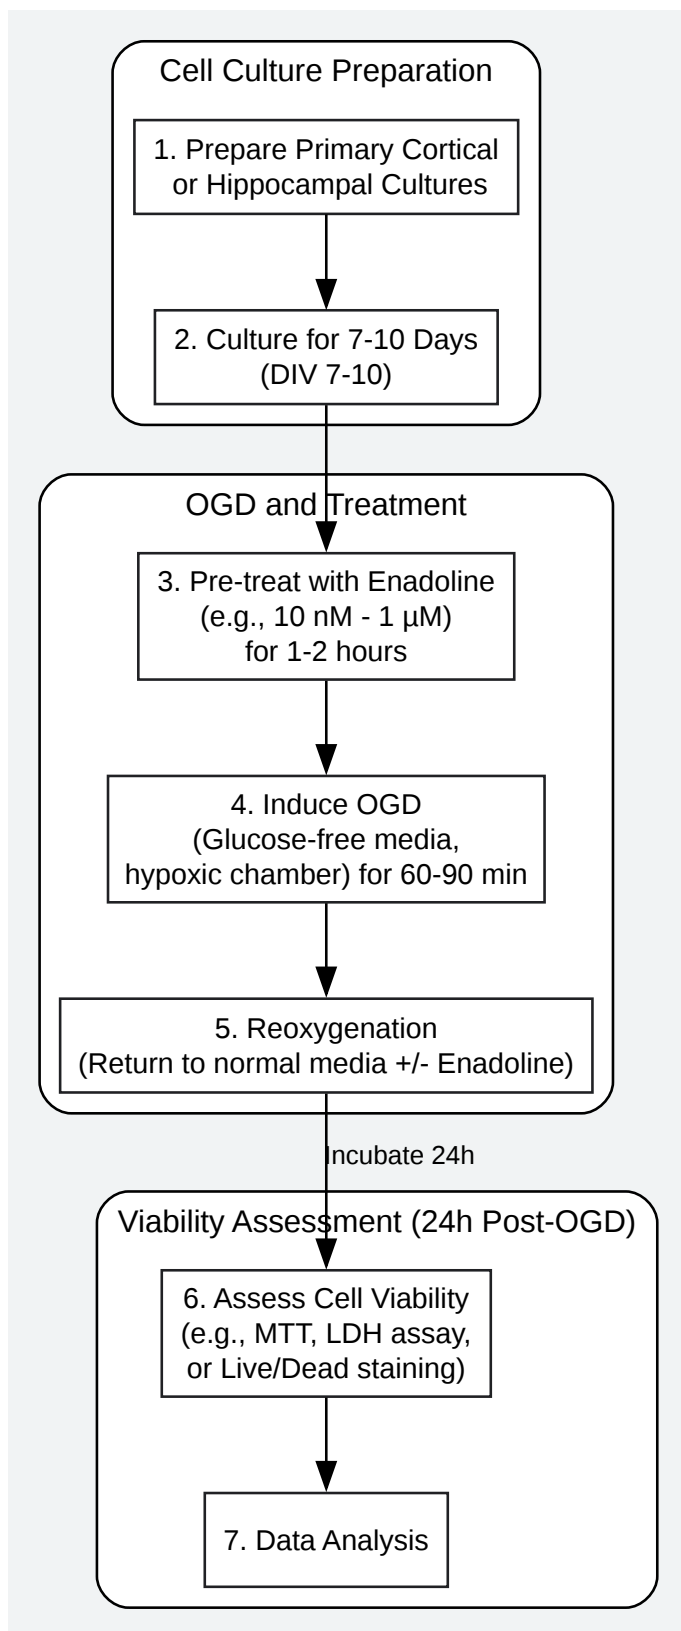 Cell Culture Preparation
1. Prepare Primary Cortical
or Hippocampal Cultures
2. Culture for 7-10 Days
(DIV 7-10)
OGD and Treatment
3. Pre-treat with Enadoline
(e.g., 10 nM - 1 µM)
for 1-2 hours
4. Induce OGD
(Glucose-free media,
hypoxic chamber) for 60-90 min
5. Reoxygenation
(Return to normal media +/- Enadoline)
Incubate 24h
Viability Assessment (24h Post-OGD)
6. Assess Cell Viability
(e.g., MTT, LDH assay,
or Live/Dead staining)
7. Data Analysis